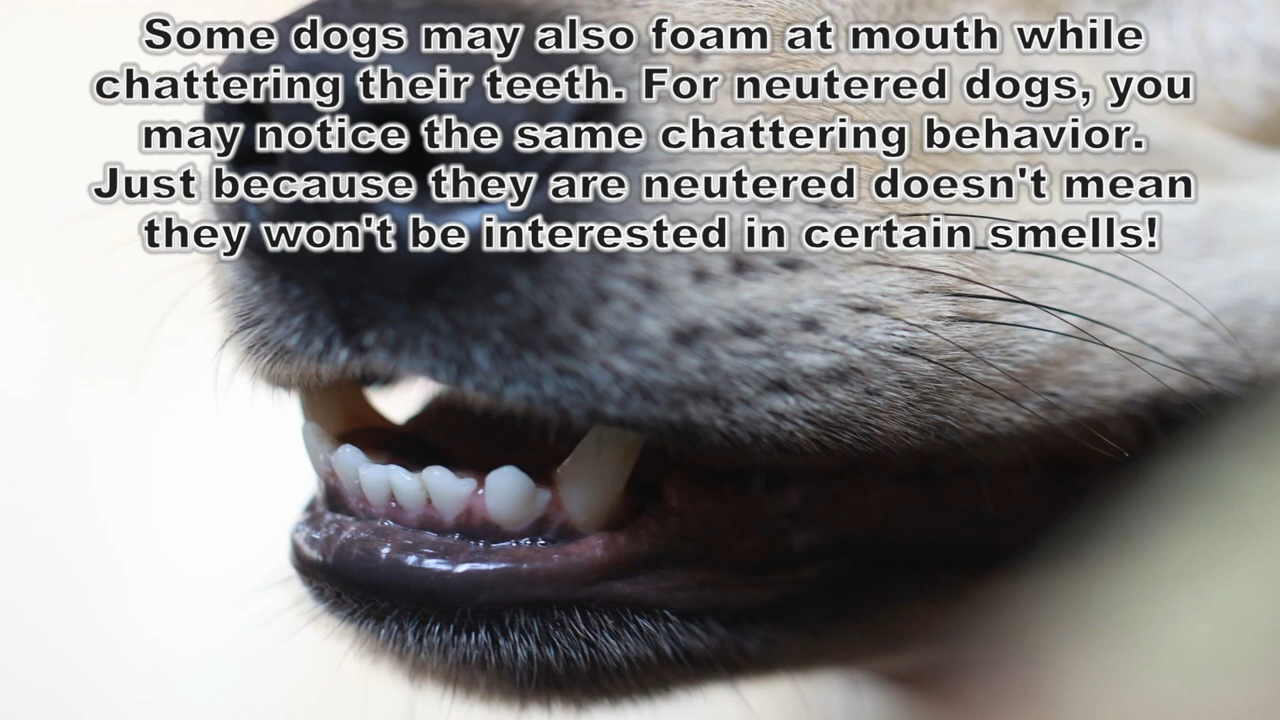 Some dogs may also foam at mouth while
chattering their teeth. For neutered dogs, you
may notice the same chattering behavior.
Just because they are neutered doesn't mean
they won't be interested in certain smells!